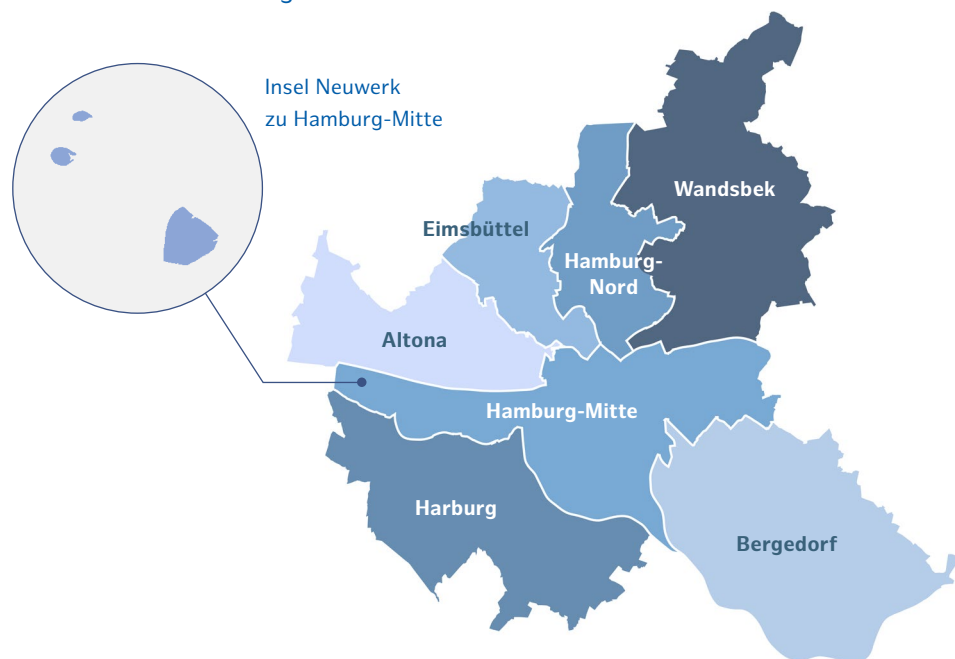 Insel Neuwerk
zu Hamburg-Mitte
Wandsbek
Eimsbüttel
Hamburg-
Nord
Altona
Hamburg-Mitte
Harburg
Bergedorf